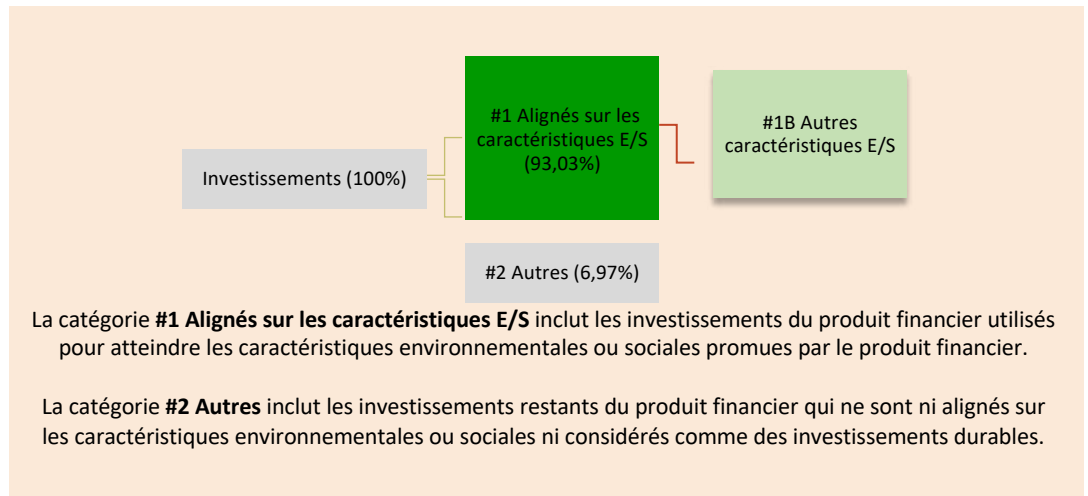 #1 Alignés sur les
caractéristiques E/S
(93,03%)
#1B Autres
caractéristiques E/S
Investissements (100%)
#2 Autres (6,97%)
La catégorie #1 Alignés sur les caractéristiques E/S inclut les investissements du produit financier utilisés
pour atteindre les caractéristiques environnementales ou sociales promues par le produit financier.
La catégorie #2 Autres inclut les investissements restants du produit financier qui ne sont ni alignés sur
les caractéristiques environnementales ou sociales ni considérés comme des investissements durables.